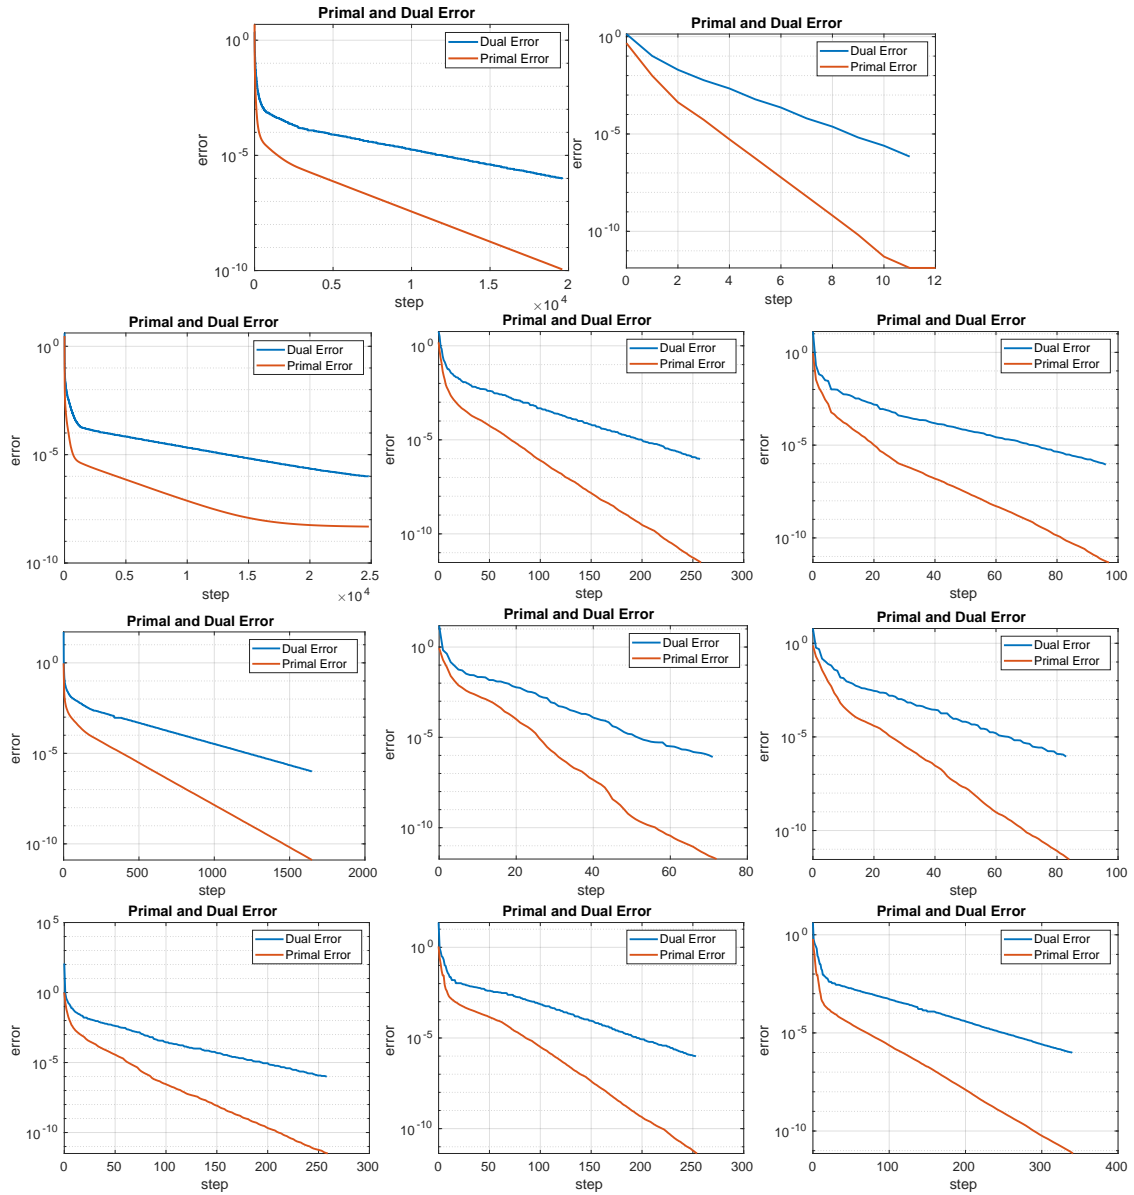 Primal and Dual Error
10^0
10^-5
10^-10
error
Dual Error
Primal Error
0
0.5
1
1.5
2
×10^4
step
Primal and Dual Error
10^0
10^-5
10^-10
error
Dual Error
Primal Error
0
2
4
6
8
10
12
step
Primal and Dual Error
10^0
10^-5
10^-10
error
Dual Error
Primal Error
0
0.5
1
1.5
2
2.5
×10^4
step
Primal and Dual Error
10^0
10^-5
10^-10
error
Dual Error
Primal Error
0
50
100
150
200
250
300
step
Primal and Dual Error
10^0
10^-5
10^-10
error
Dual Error
Primal Error
0
20
40
60
80
100
step
Primal and Dual Error
10^0
10^-5
10^-10
error
Dual Error
Primal Error
0
500
1000
1500
2000
step
Primal and Dual Error
10^0
10^-5
10^-10
error
Dual Error
Primal Error
0
20
40
60
80
step
Primal and Dual Error
10^0
10^-5
10^-10
error
Dual Error
Primal Error
0
20
40
60
80
100
step
Primal and Dual Error
10^5
10^0
10^-5
10^-10
error
Dual Error
Primal Error
0
50
100
150
200
250
300
step
Primal and Dual Error
10^0
10^-5
10^-10
error
Dual Error
Primal Error
0
50
100
150
200
250
300
step
Primal and Dual Error
10^0
10^-5
10^-10
error
Dual Error
Primal Error
0
100
200
300
400
step